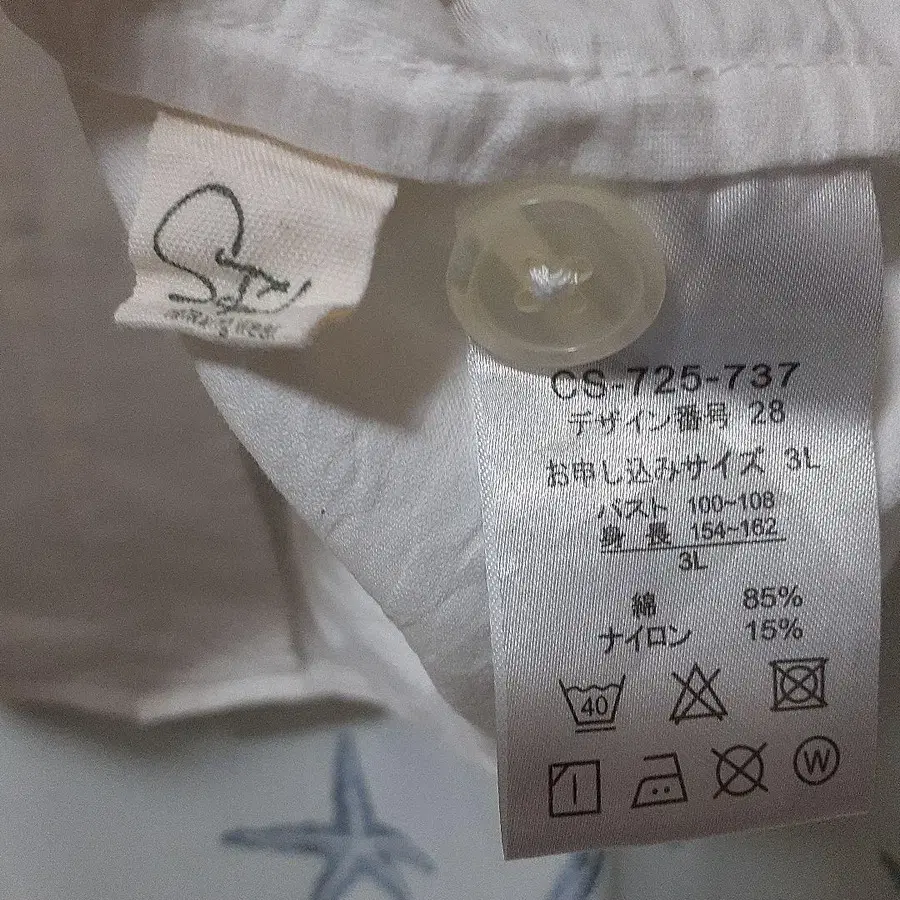 CS-725-737
デザイン番号 28
お申し込みサイズ 3L
バスト 100~108
身 長 154~162
3L
綿 85%
ナイロン 15%
40
W